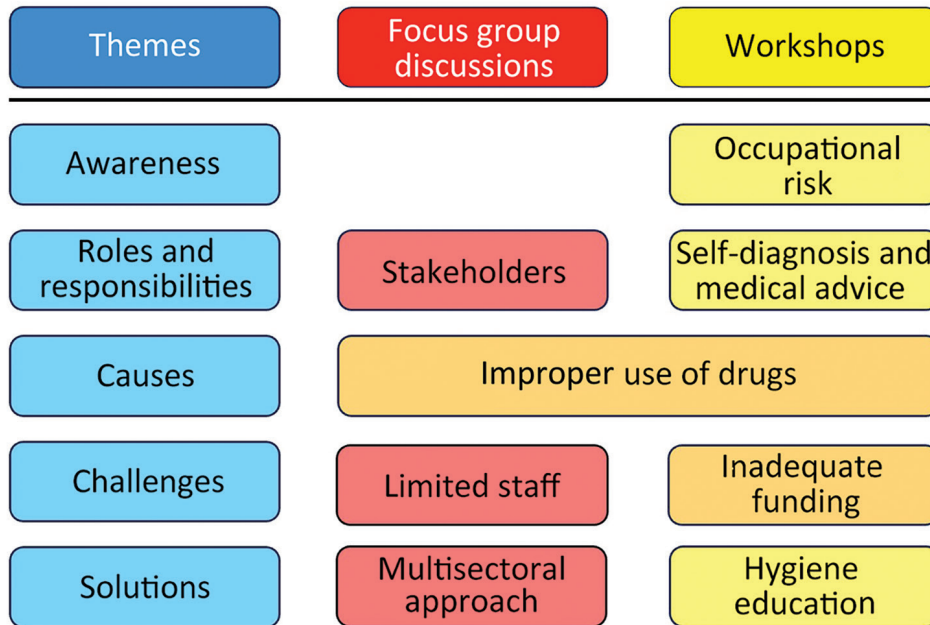 Themes
Focus group
discussions
Workshops
Awareness
Occupational
risk
Roles and
responsibilities
Stakeholders
Self-diagnosis and
medical advice
Causes
Improper use of drugs
Challenges
Limited staff
Inadequate
funding
Solutions
Multisectoral
approach
Hygiene
education